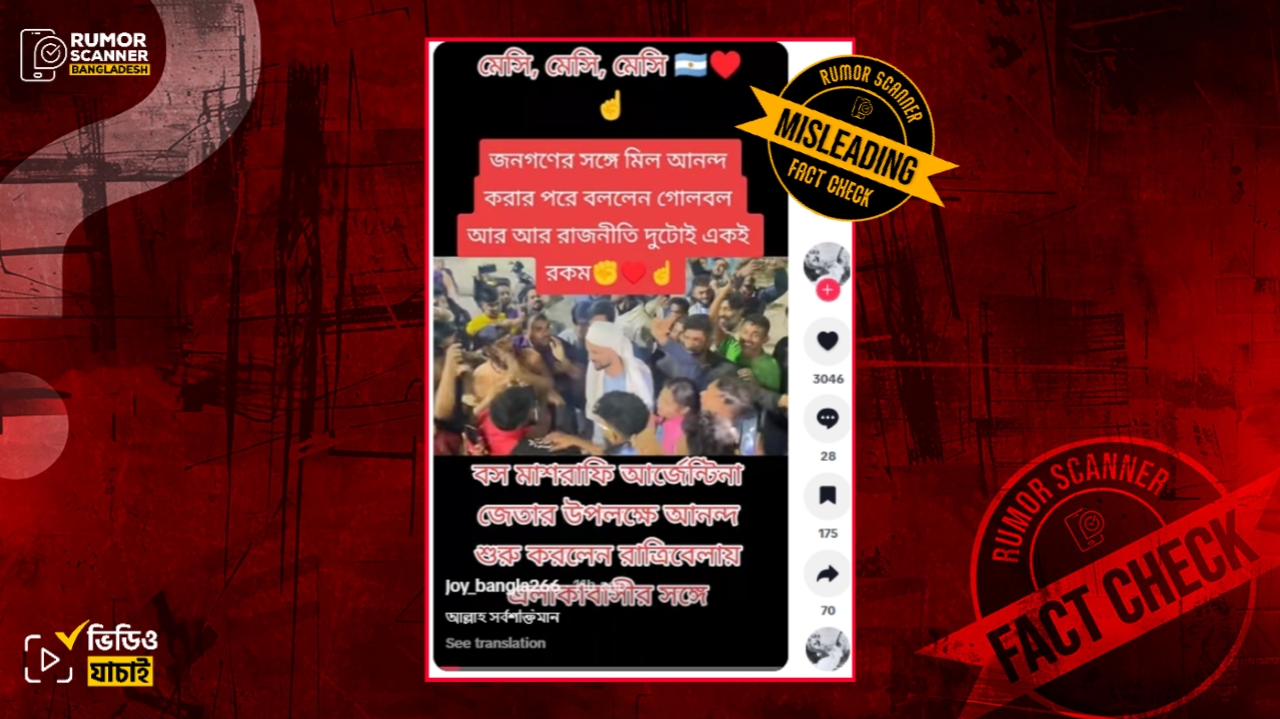 RUMOR
SCANNER
BANGLADESH
মেসি, মেসি, মেসি 🇦🇷♥️
☝️
জনগণের সঙ্গে মিল আনন্দ
করার পরে বললেন গোলবল
আর আর রাজনীতি দুটোই একই
রকম✊♥️☝️
বস মাশরাফি আর্জেন্টিনা
জেতার উপলক্ষে আনন্দ
শুরু করলেন রাত্রিবেলায়
এলাকাবাসীর সঙ্গে
Joy_bangla266
আল্লাহ সর্বশক্তিমান
See translation
3046
28
175
70
RUMOR SCANNER
MISLEADING
FACT CHECK
RUMOR SCANNER
FACT CHECK
ভিডিও
যাচাই